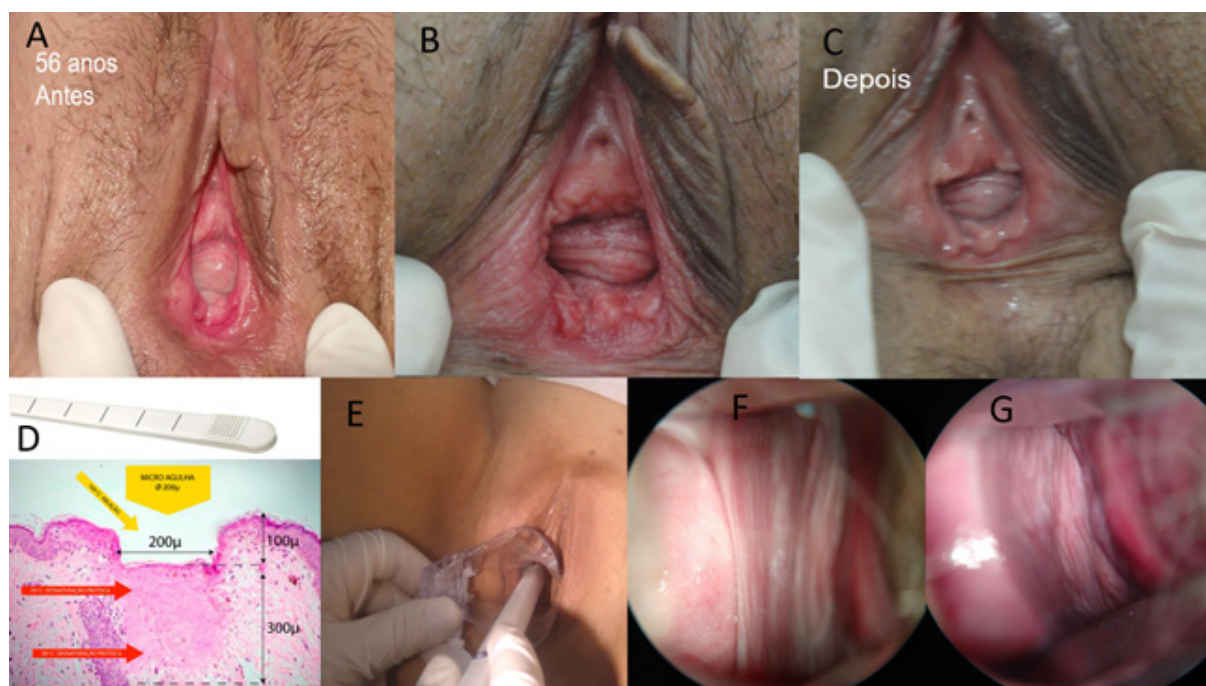 A
56 anos
Antes
B
C
Depois
D
MICRO AGULHA
Ø 200µ
200µ
100µ
300µ
E
F
G